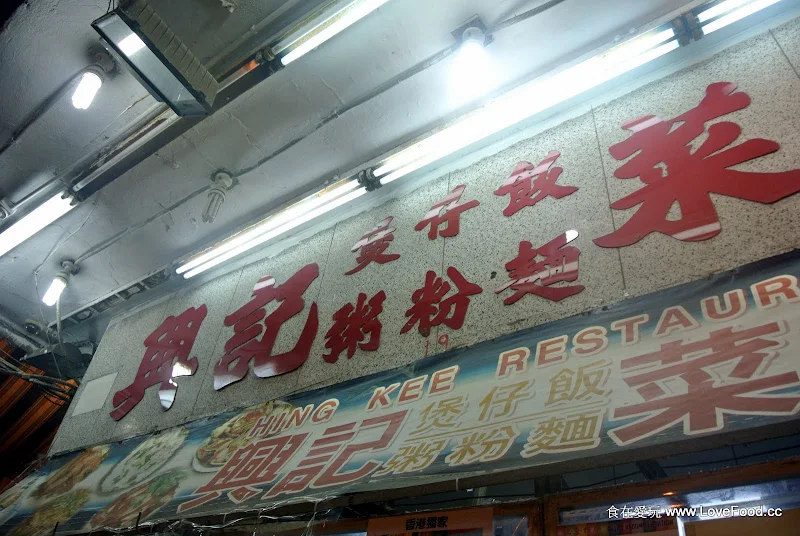 興記
煲仔飯
粥粉麵
菜
19
HING KEE RESTAUR
興記
煲仔飯
粥粉麵
菜
食在愛玩 www.LoveFood.cc